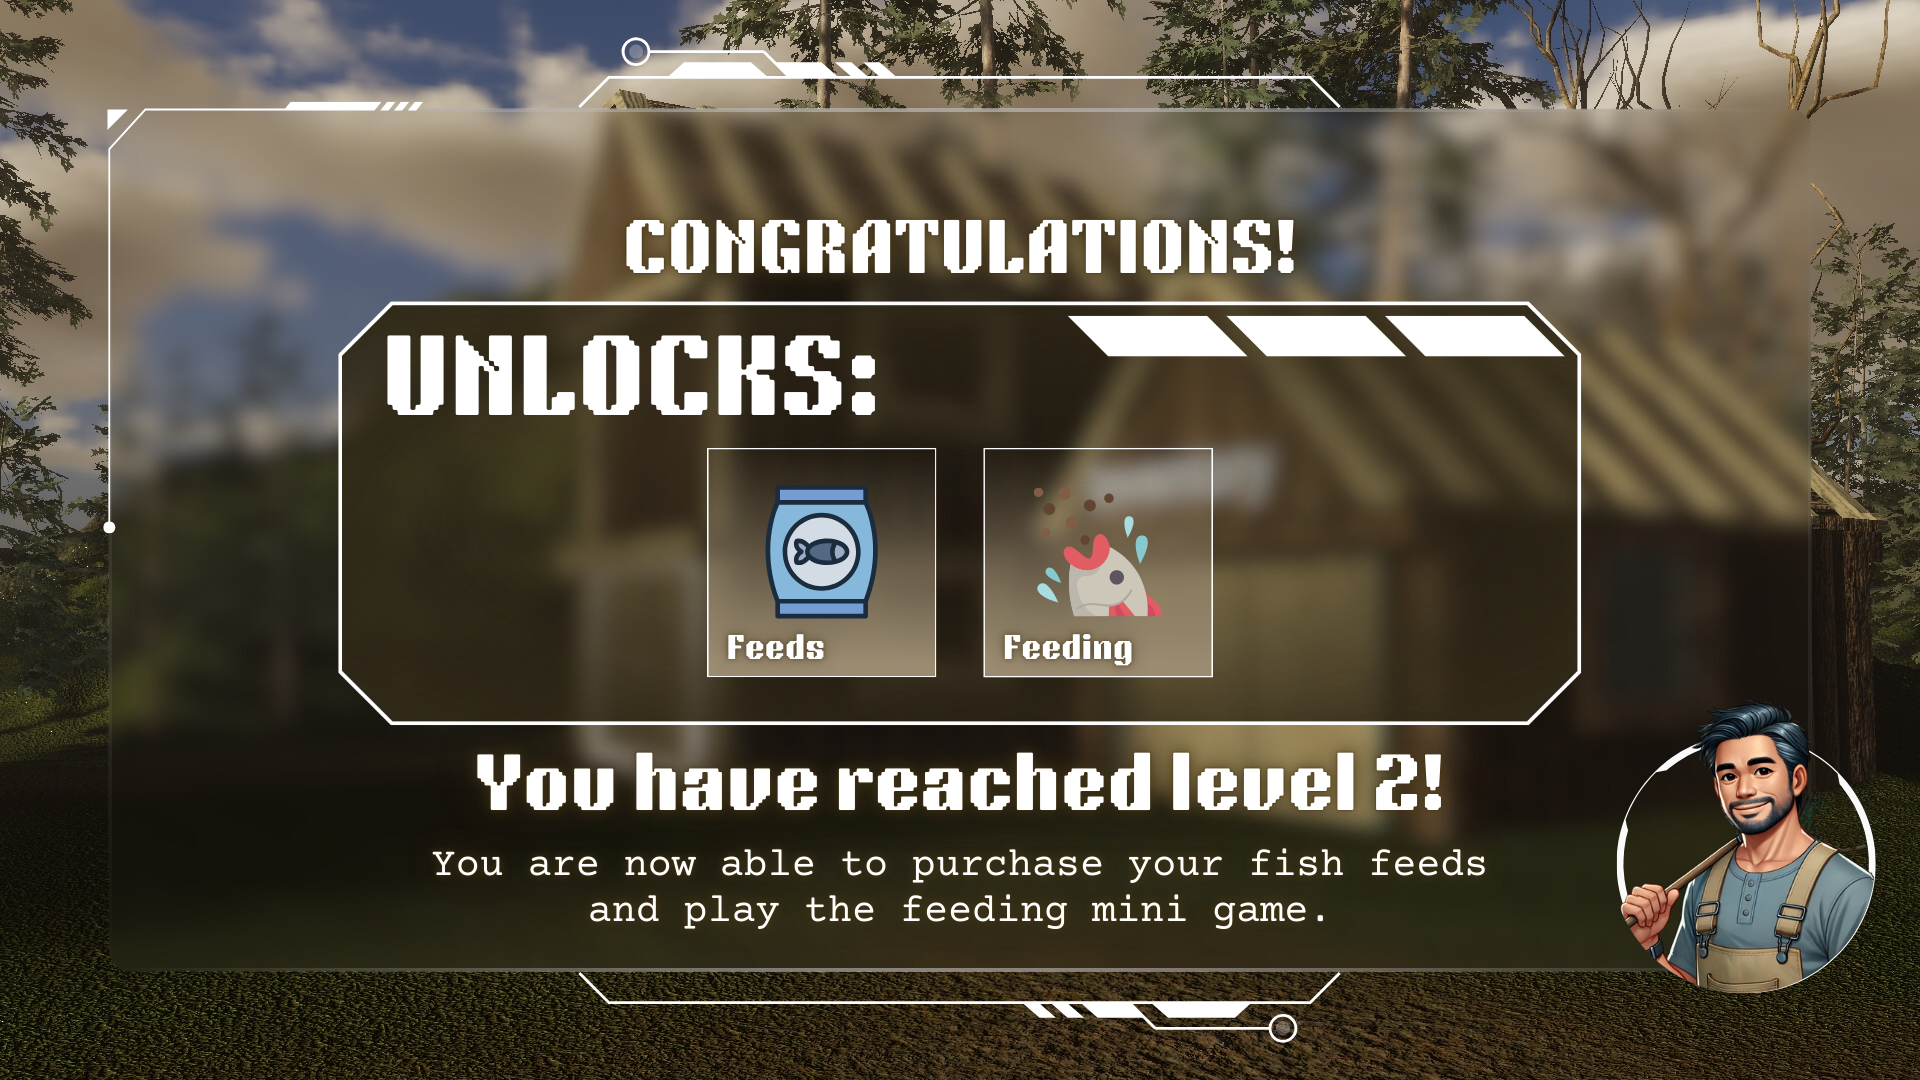 CONGRATULATIONS!
UNLOCKS:
Feeds
Feeding
You have reached level 2!
You are now able to purchase your fish feeds
and play the feeding mini game.